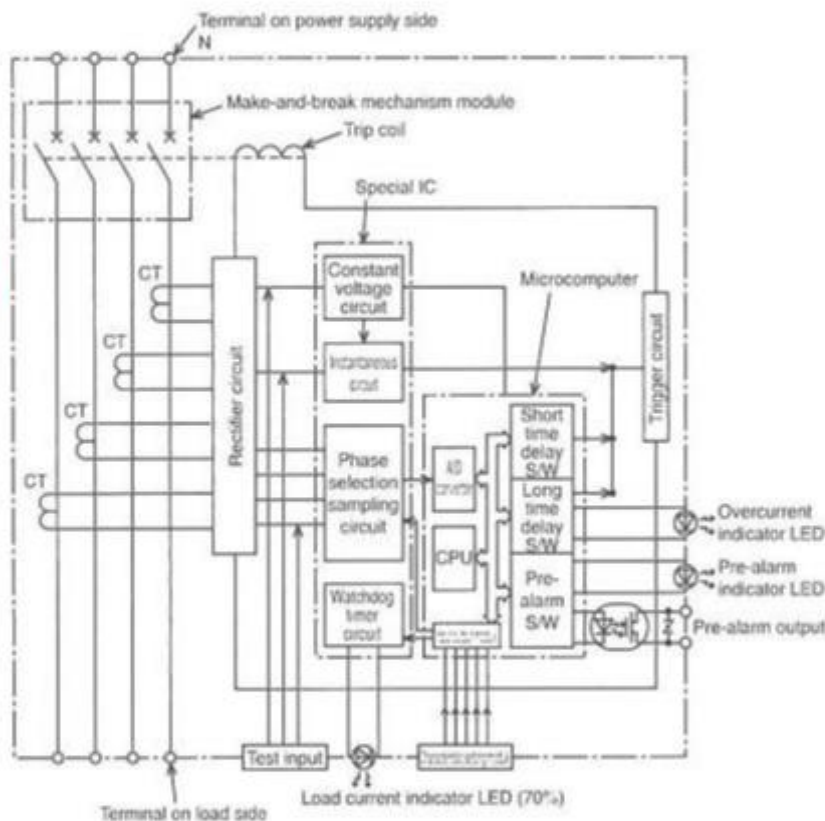 Terminal on power supply side
N
Make-and-break mechanism module
Trip coil
Special IC
CT
CT
CT
CT
Rectifier circuit
Constant
voltage
circuit
Instantaneous
circuit
Phase
selection
sampling
circuit
Watchdog
timer
circuit
Microcomputer
A/D
converter
CPU
Short
time
delay
S/W
Long
time
delay
S/W
Pre-
alarm
S/W
Trigger circuit
Overcurrent
indicator LED
Pre-alarm
indicator LED
Pre-alarm output
Test input
Load current indicator LED (70%)
Terminal on load side